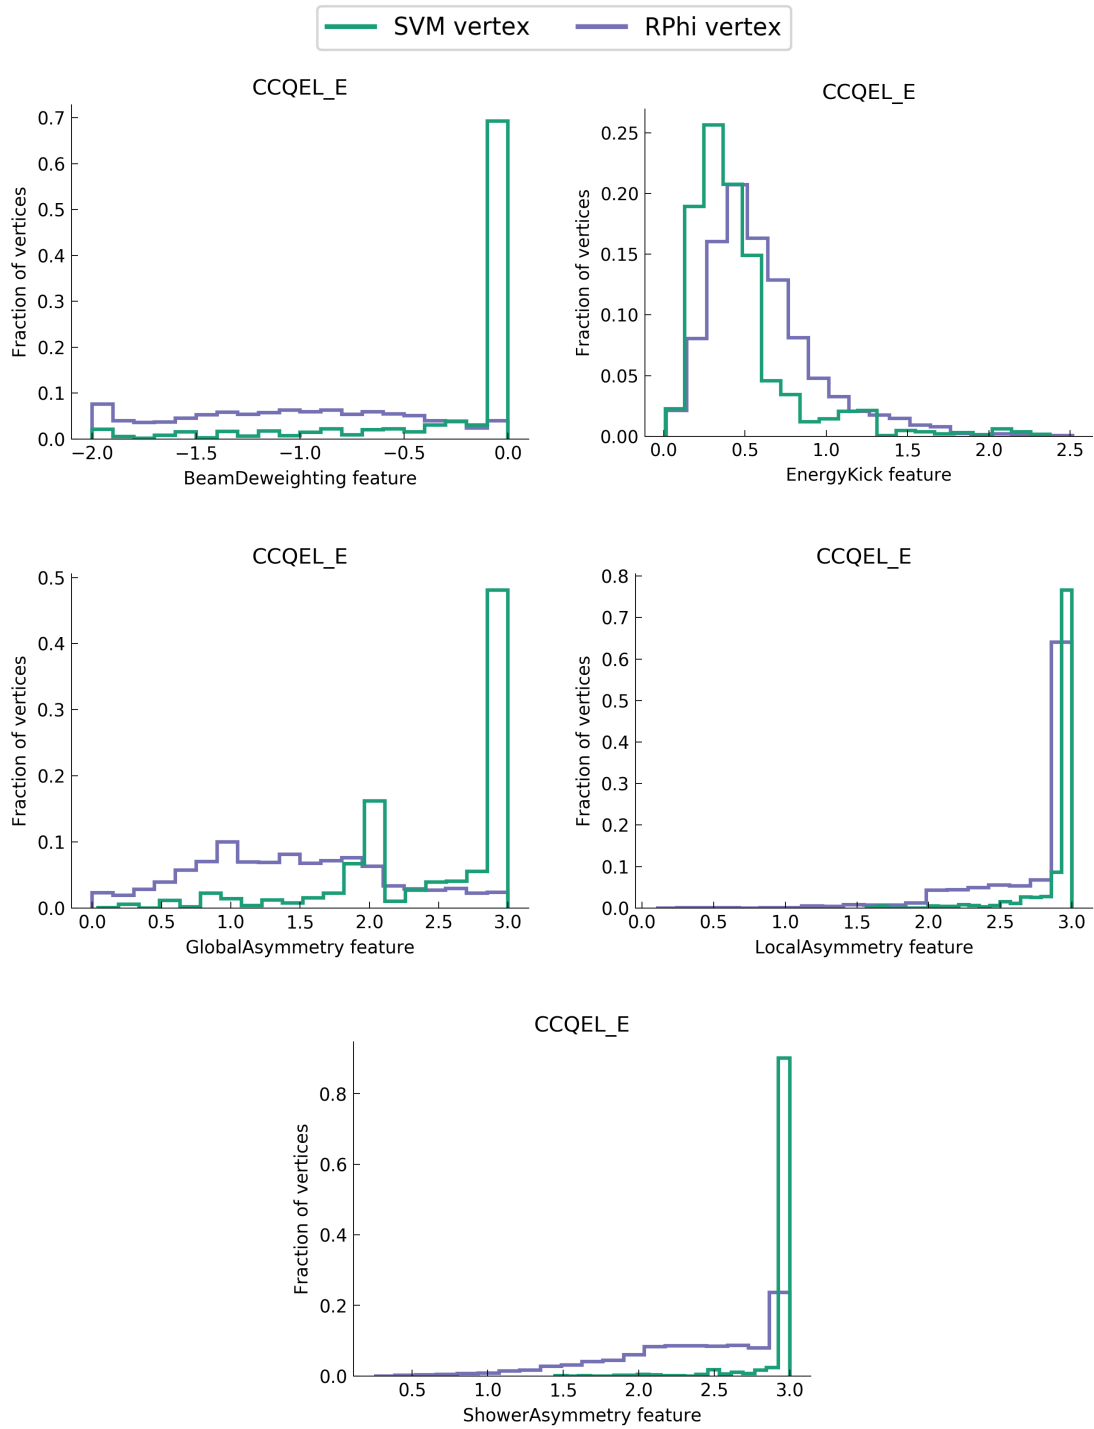 SVM vertex RPhi vertex
CCQEL_E
Fraction of vertices
0.7
0.6
0.5
0.4
0.3
0.2
0.1
0.0
−2.0 −1.5 −1.0 −0.5 0.0
BeamDeweighting feature
CCQEL_E
Fraction of vertices
0.25
0.20
0.15
0.10
0.05
0.00
0.0 0.5 1.0 1.5 2.0 2.5
EnergyKick feature
CCQEL_E
Fraction of vertices
0.5
0.4
0.3
0.2
0.1
0.0
0.0 0.5 1.0 1.5 2.0 2.5 3.0
GlobalAsymmetry feature
CCQEL_E
Fraction of vertices
0.8
0.7
0.6
0.5
0.4
0.3
0.2
0.1
0.0
0.0 0.5 1.0 1.5 2.0 2.5 3.0
LocalAsymmetry feature
CCQEL_E
Fraction of vertices
0.8
0.6
0.4
0.2
0.0
0.5 1.0 1.5 2.0 2.5 3.0
ShowerAsymmetry feature